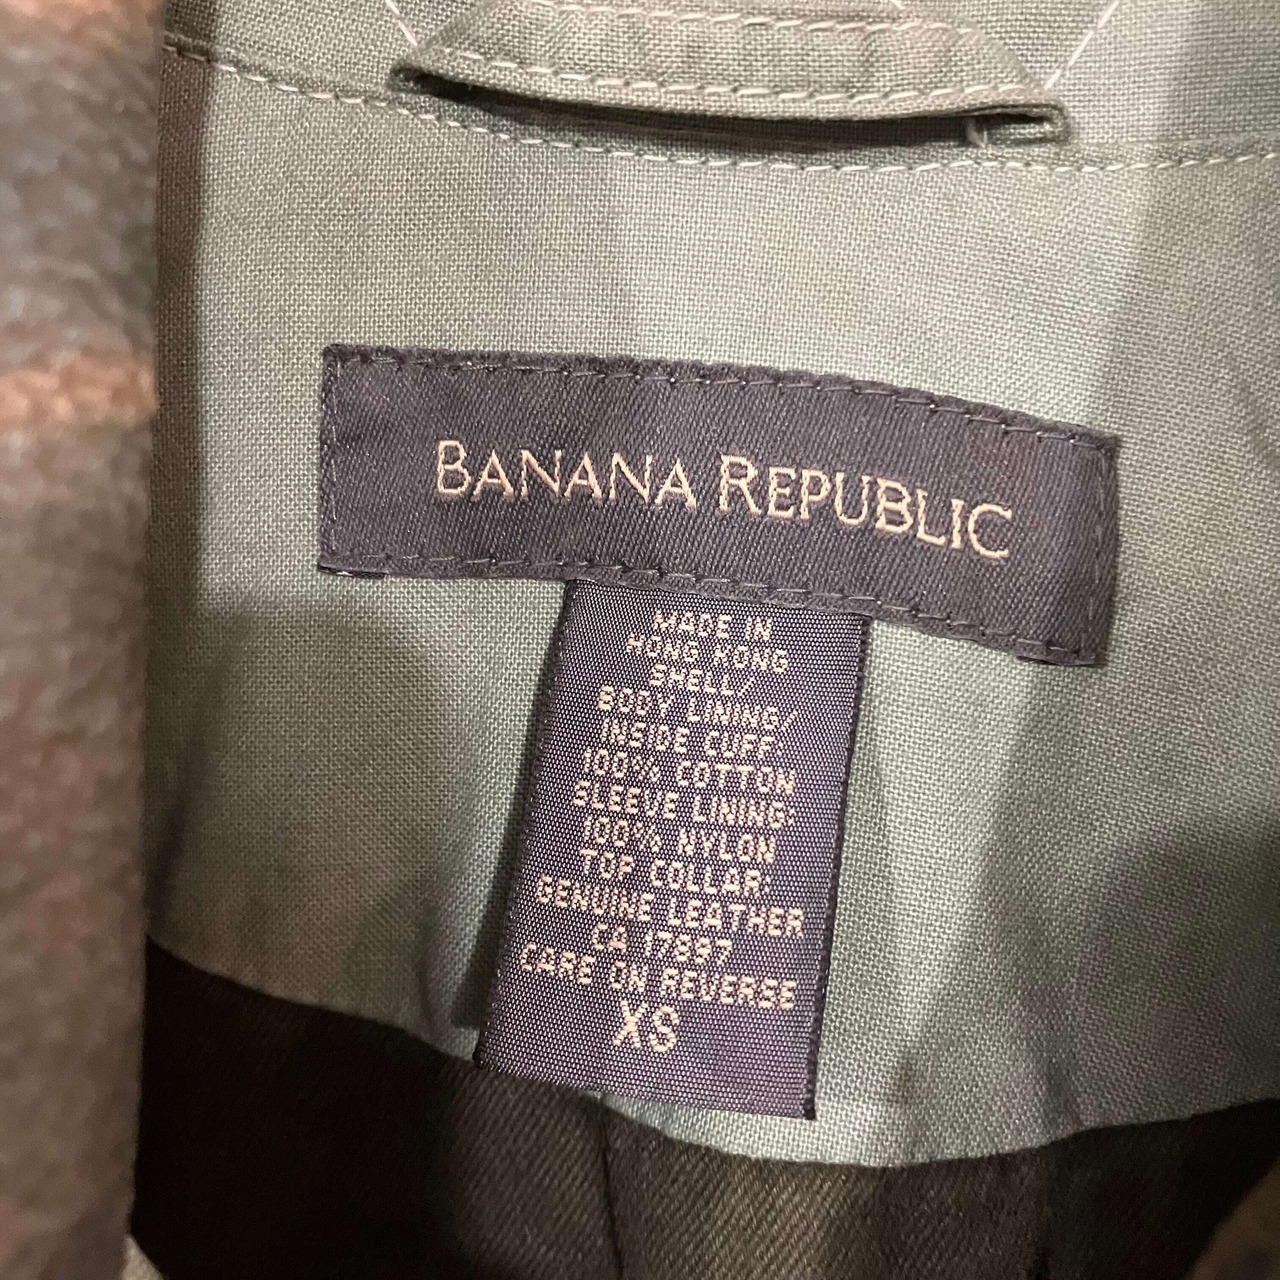 BANANA REPUBLIC
MADE IN
HONG KONG
SHELL/
BODY LINING/
INSIDE CUFF:
100% COTTON
SLEEVE LINING:
100% NYLON
TOP COLLAR:
GENUINE LEATHER
CA 17897
CARE ON REVERSE
XS